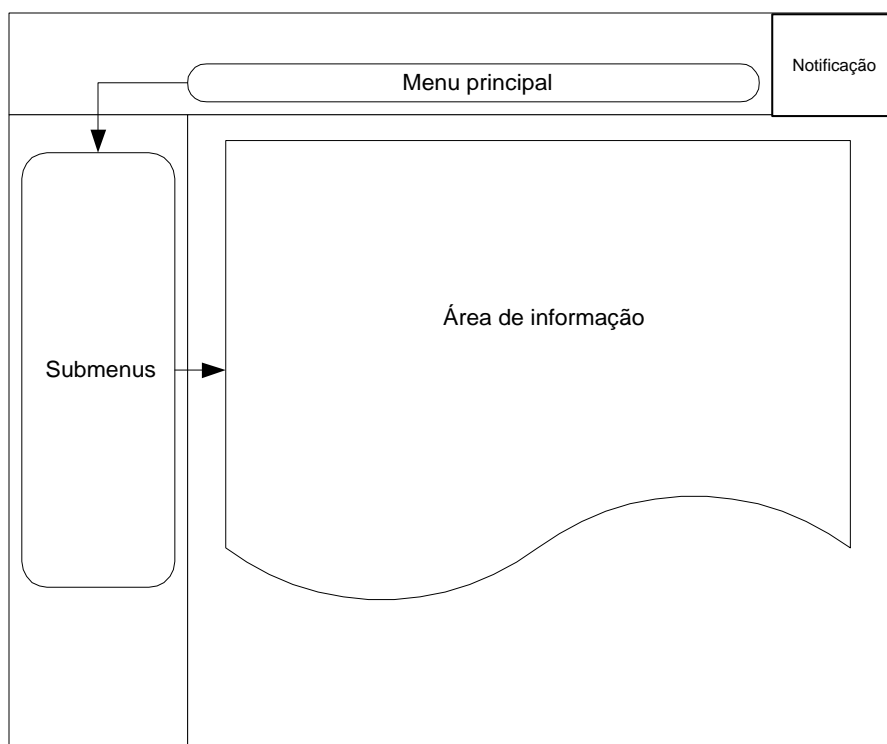 Menu principal
Notificação
Área de informação
Submenus